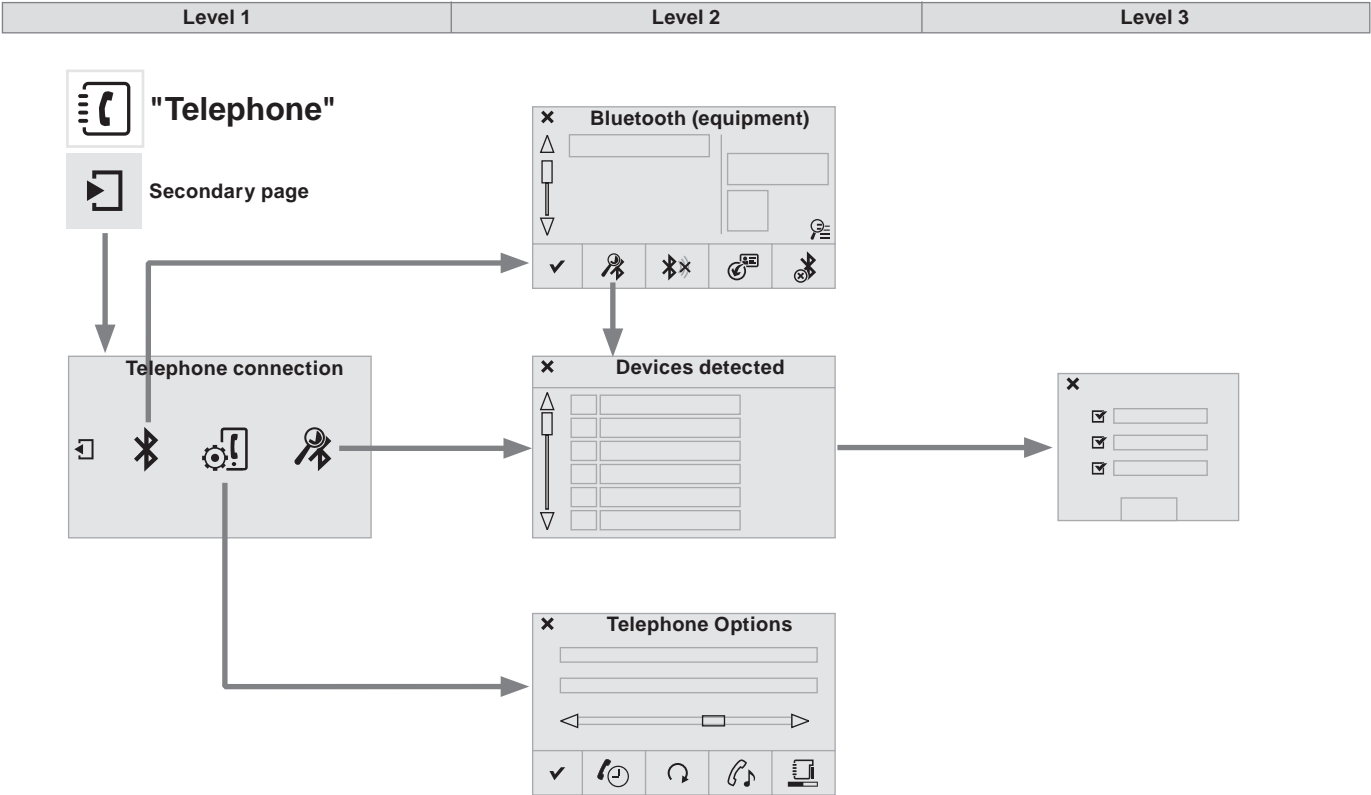 Level 1
Level 2
Level 3
"Telephone"
Secondary page
Bluetooth (equipment)
Telephone connection
Devices detected
Telephone Options